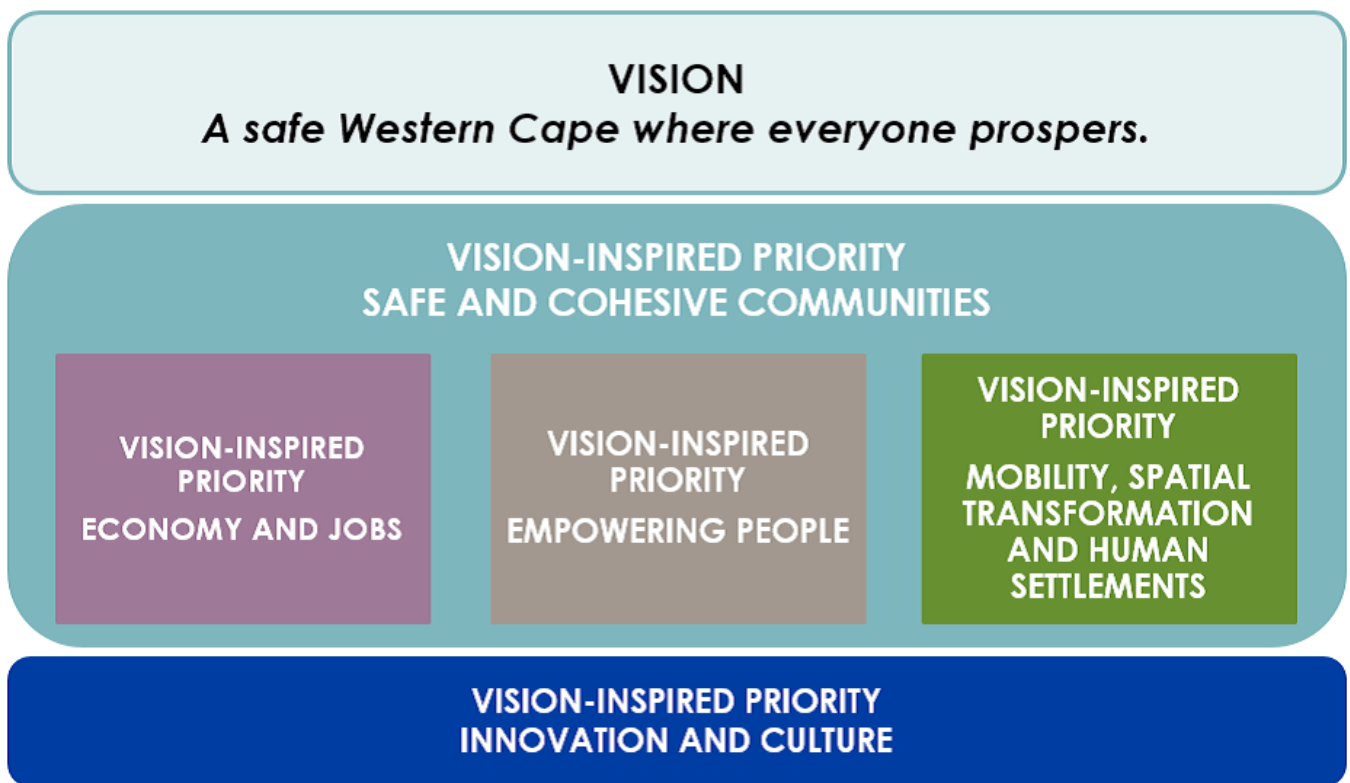 VISION
A safe Western Cape where everyone prospers.
VISION-INSPIRED PRIORITY
SAFE AND COHESIVE COMMUNITIES
VISION-INSPIRED
PRIORITY
ECONOMY AND JOBS
VISION-INSPIRED
PRIORITY
EMPOWERING PEOPLE
VISION-INSPIRED
PRIORITY
MOBILITY, SPATIAL
TRANSFORMATION
AND HUMAN
SETTLEMENTS
VISION-INSPIRED PRIORITY
INNOVATION AND CULTURE